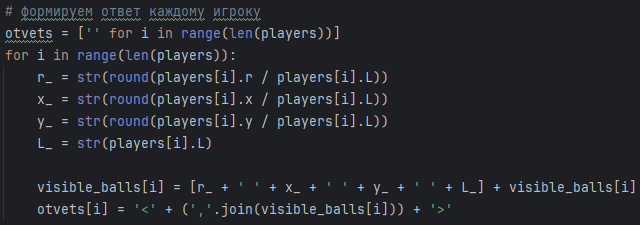 # формируем ответ каждому игроку
otvets = ['' for i in range(len(players))]
for i in range(len(players)):
    r_ = str(round(players[i].r / players[i].L))
    x_ = str(round(players[i].x / players[i].L))
    y_ = str(round(players[i].y / players[i].L))
    L_ = str(players[i].L)

    visible_balls[i] = [r_ + ' ' + x_ + ' ' + y_ + ' ' + L_] + visible_balls[i]
    otvets[i] = '<' + (','.join(visible_balls[i])) + '>'